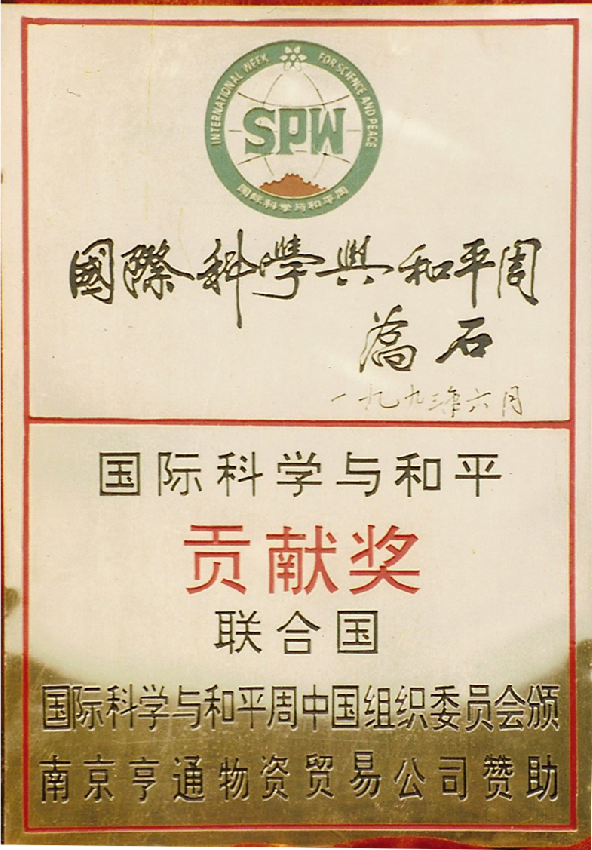 INTERNATIONAL WEEK FOR SCIENCE AND PEACE
SPW
国际科学与和平周
國際科學與和平周
喬石
一九九三年六月
国际科学与和平
贡献奖
联合国
国际科学与和平周中国组织委员会颁
南京亨通物资贸易公司赞助